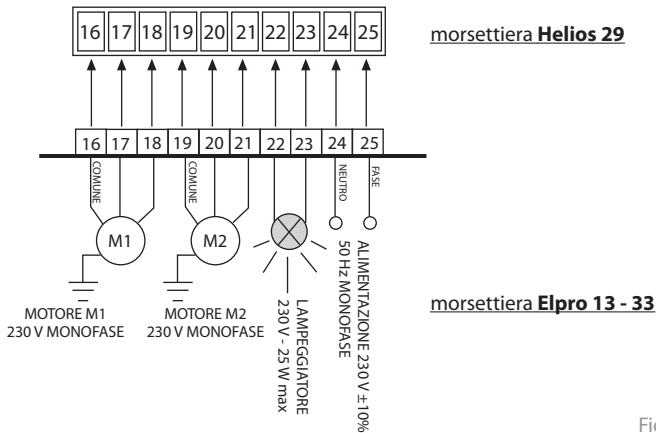 16 17 18 19 20 21 22 23 24 25
morsettiera Helios 29
16 17 18 19 20 21 22 23 24 25
COMUNE
COMUNE
NEUTRO
FASE
M1
M2
MOTORE M1
230 V MONOFASE
MOTORE M2
230 V MONOFASE
LAMPEGGIATORE
230 V - 25 W max
ALIMENTAZIONE 230 V ±10%
50 Hz MONOFASE
morsettiera Elpro 13 - 33